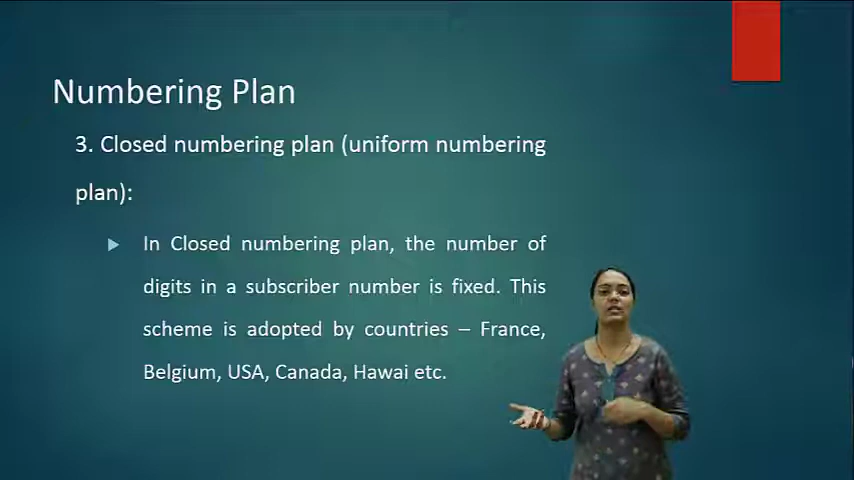 Numbering Plan
3. Closed numbering plan (uniform numbering
plan):
In Closed numbering plan, the number of
digits in a subscriber number is fixed. This
scheme is adopted by countries – France,
Belgium, USA, Canada, Hawai etc.